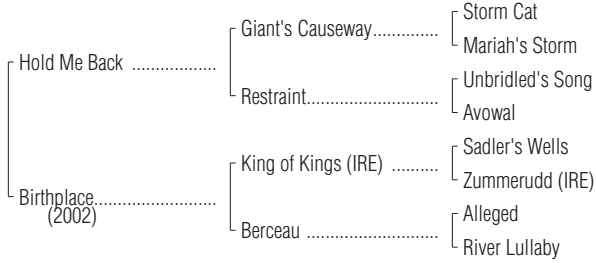 Storm Cat
Giant's Causeway..............
Mariah's Storm
Hold Me Back ..................
Unbridled's Song
Restraint............................
Avowal
Sadler's Wells
King of Kings (IRE) ..........
Zummerudd (IRE)
Birthplace..........................
(2002)
Alleged
Berceau ............................
River Lullaby